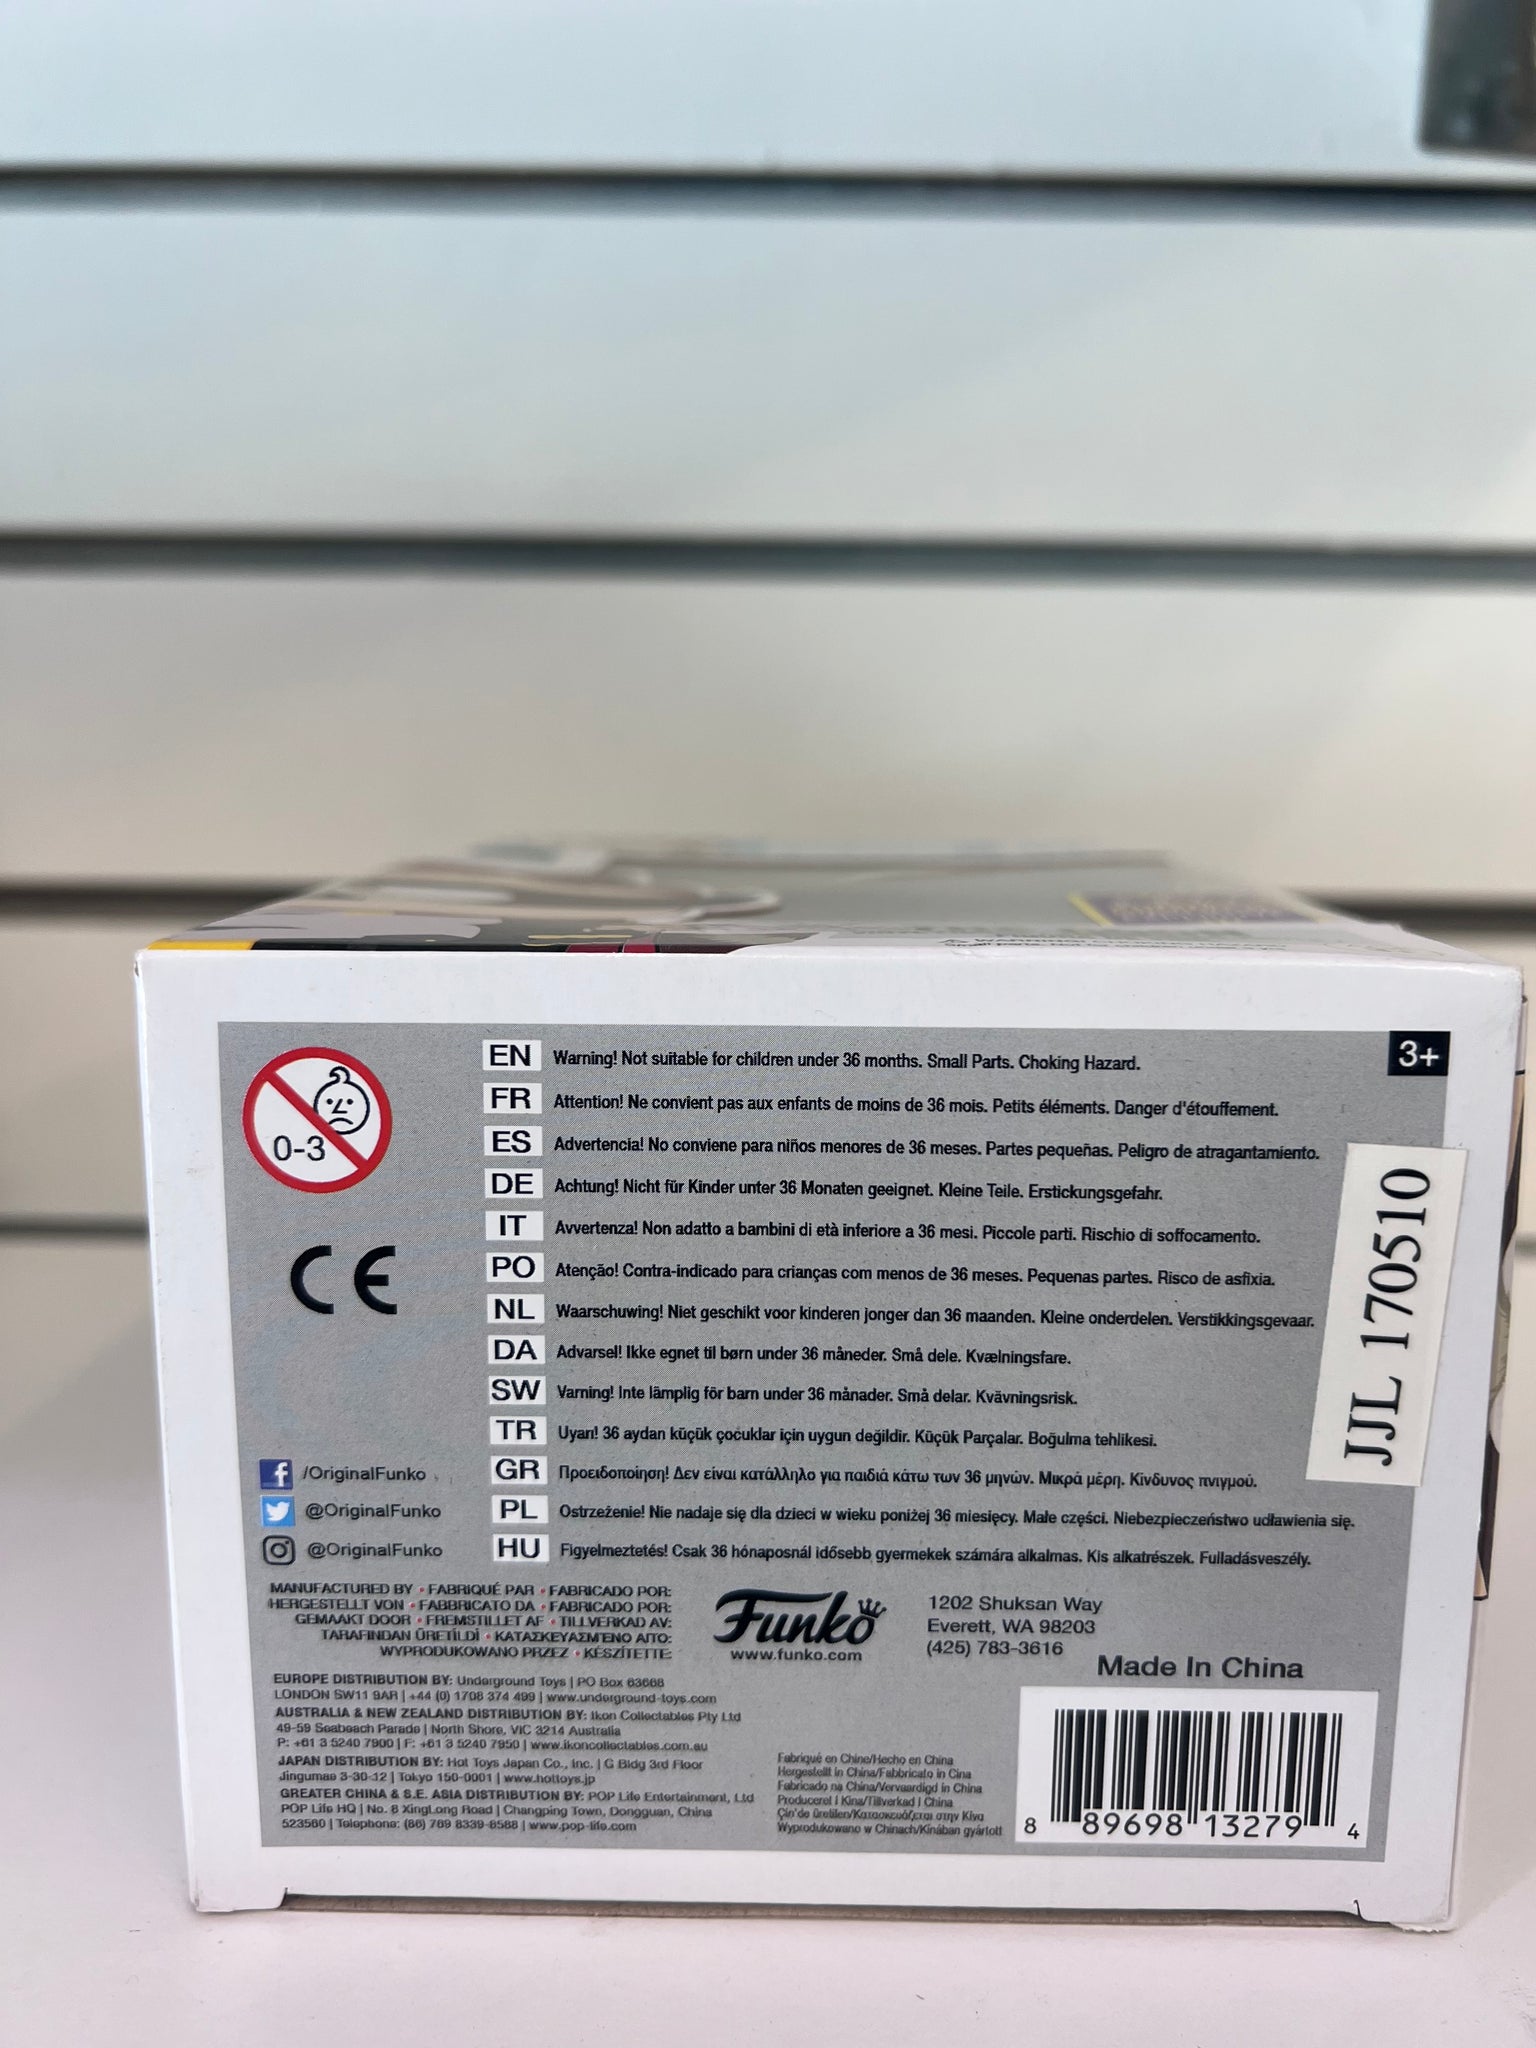 EN Warning! Not suitable for children under 36 months. Small Parts. Choking Hazard.
3+
FR Attention! Ne convient pas aux enfants de moins de 36 mois. Petits éléments. Danger d'étouffement.
ES Advertencia! No conviene para niños menores de 36 meses. Partes pequeñas. Peligro de atragantamiento.
DE Achtung! Nicht für Kinder unter 36 Monaten geeignet. Kleine Teile. Erstickungsgefahr.
IT Avvertenza! Non adatto a bambini di età inferiore a 36 mesi. Piccole parti. Rischio di soffocamento.
PO Atenção! Contra-indicado para crianças com menos de 36 meses. Pequenas partes. Risco de asfixia.
NL Waarschuwing! Niet geschikt voor kinderen jonger dan 36 maanden. Kleine onderdelen. Verstikkingsgevaar.
DA Advarsel! Ikke egnet til børn under 36 måneder. Små dele. Kvælningsfare.
SW Varning! Inte lämplig för barn under 36 månader. Små delar. Kvävningsrisk.
TR Uyarı! 36 aydan küçük çocuklar için uygun değildir. Küçük Parçalar. Boğulma tehlikesi.
GR Προειδοποίηση! Δεν είναι κατάλληλο για παιδιά κάτω των 36 μηνών. Μικρά μέρη. Κίνδυνος πνιγμού.
PL Ostrzeżenie! Nie nadaje się dla dzieci w wieku poniżej 36 miesięcy. Małe części. Niebezpieczeństwo udławienia się.
HU Figyelmeztetés! Csak 36 hónaposnál idősebb gyermekek számára alkalmas. Kis alkatrészek. Fulladásveszély.
0-3
CE
JJL 170510
/OriginalFunko
@OriginalFunko
@OriginalFunko
MANUFACTURED BY • FABRIQUÉ PAR • FABRICADO POR:
HERGESTELLT VON • FABBRICATO DA • FABRICADO POR:
GEMAAKT DOOR • FREMSTILLET AF • TILLVERKAD AV:
TARAFINDAN ÜRETİLDİ • ΚΑΤΑΣΚΕΥΑΣΜΈΝΟ ΑΠΌ:
WYPRODUKOWANO PRZEZ • KÉSZÍTETTE:
Funko
www.funko.com
1202 Shuksan Way
Everett, WA 98203
(425) 783-3616
Made In China
EUROPE DISTRIBUTION BY: Underground Toys | PO Box 63668
LONDON SW11 9AR | +44 (0) 1708 374 499 | www.underground-toys.com
AUSTRALIA & NEW ZEALAND DISTRIBUTION BY: Ikon Collectables Pty Ltd
49-59 Seabeach Parade | North Shore, VIC 3214 Australia
P: +61 3 5240 7900 | F: +61 3 5240 7950 | www.ikoncollectables.com.au
JAPAN DISTRIBUTION BY: Hot Toys Japan Co., Inc. | G Bldg 3rd Floor
Jingumae 3-30-12 | Tokyo 150-0001 | www.hottoys.jp
GREATER CHINA & S.E. ASIA DISTRIBUTION BY: POP Life Entertainment, Ltd
POP Life HQ | No. 8 XingLong Road | Changping Town, Dongguan, China
523560 | Telephone: (86) 769 8339-8588 | www.pop-life.com
Fabriqué en Chine/Hecho en China
Hergestellt in China/Fabbricato in Cina
Fabricado na China/Vervaardigd in China
Produceret i Kina/Tillverkad i China
Çin'de üretilen/Κατασκευάζεται στην Κίνα
Wyprodukowano w Chinach/Kínában gyártott
8 89698 13279 4